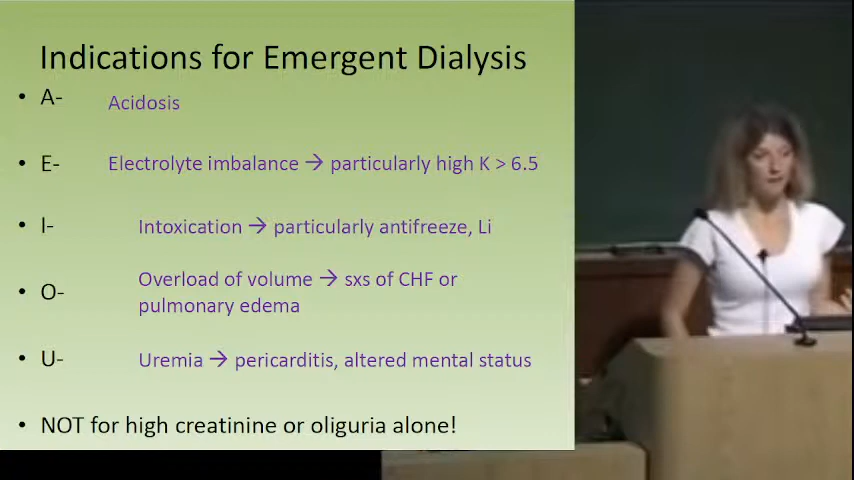 Indications for Emergent Dialysis
• A- Acidosis
• E- Electrolyte imbalance → particularly high K > 6.5
• I- Intoxication → particularly antifreeze, Li
• O- Overload of volume → sxs of CHF or
pulmonary edema
• U- Uremia → pericarditis, altered mental status
• NOT for high creatinine or oliguria alone!